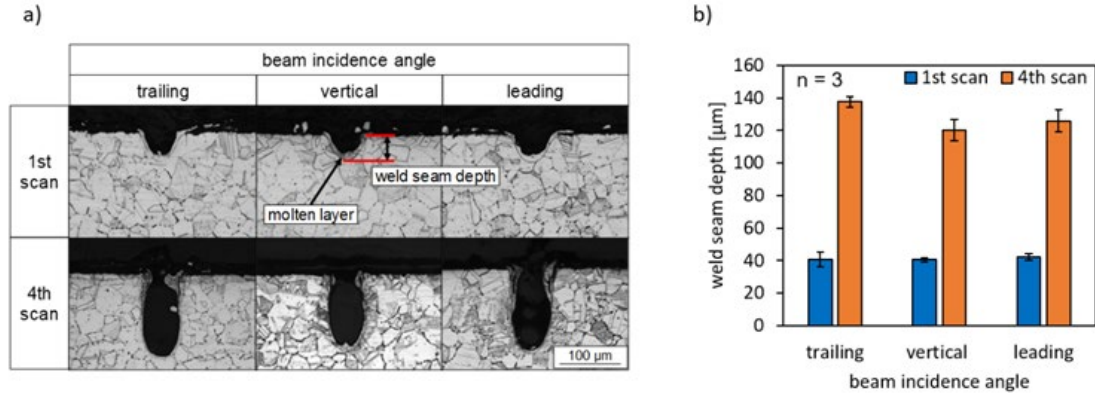 a)
beam incidence angle
trailing
vertical
leading
1st
scan
weld seam depth
molten layer
4th
scan
100 µm
b)
n = 3
1st scan
4th scan
160
140
120
100
80
60
40
20
0
weld seam depth [µm]
trailing
vertical
leading
beam incidence angle